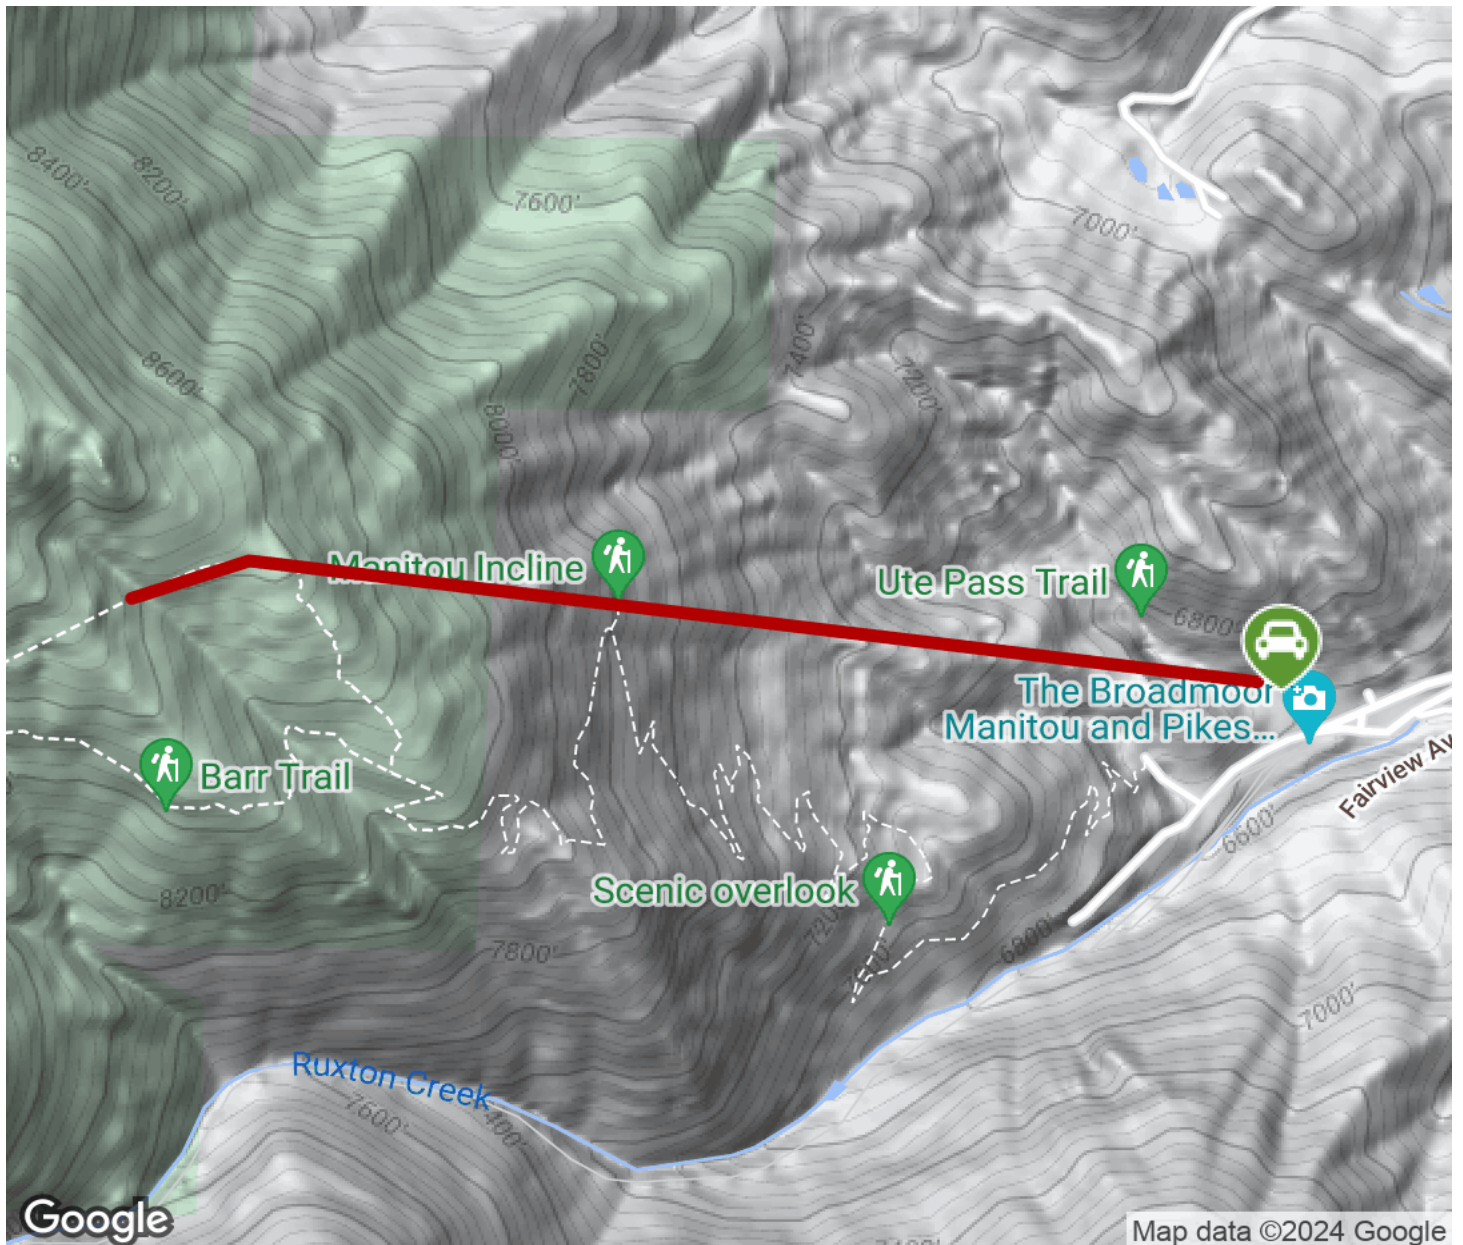 8400'
8200'
7600'
7000'
8600'
7800'
7400'
7200'
8000'
Manitou Incline
Ute Pass Trail
6800'
The Broadmoor
Manitou and Pikes...
Barr Trail
Fairview Av
6600'
Scenic overlook
8200'
7800'
6800'
7000'
Ruxton Creek
7600'
Google
Map data ©2024 Google